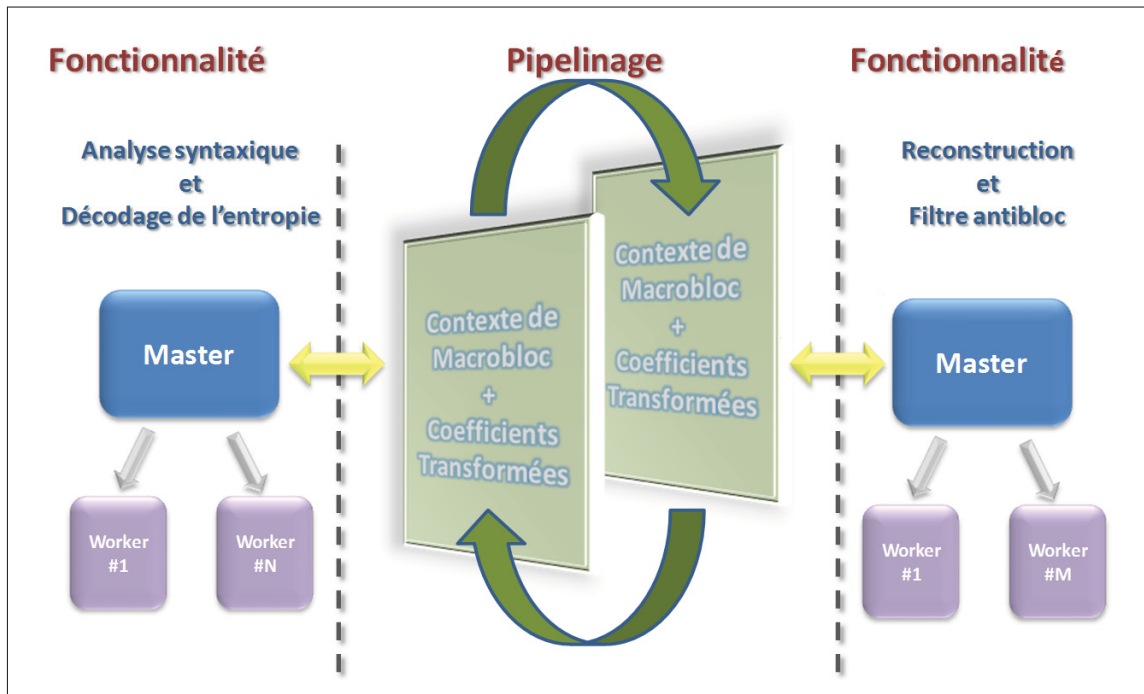 Fonctionnalité
Pipelinage
Fonctionnalité
Analyse syntaxique
et
Décodage de l'entropie
Master
Worker
#1
Worker
#N
Contexte de
Macrobloc
+
Coefficients
Transformées
Contexte de
Macrobloc
+
Coefficients
Transformées
Reconstruction
et
Filtre antibloc
Master
Worker
#1
Worker
#M